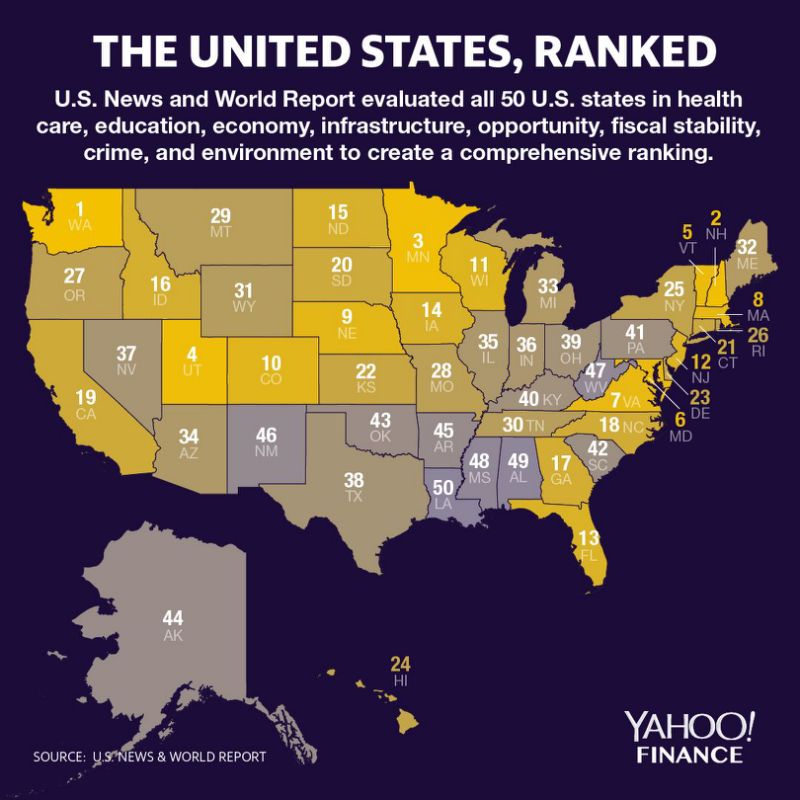 THE UNITED STATES, RANKED
U.S. News and World Report evaluated all 50 U.S. states in health
care, education, economy, infrastructure, opportunity, fiscal stability,
crime, and environment to create a comprehensive ranking.
1
WA
29
MT
15
ND
3
MN
5
VT
2
NH
32
ME
27
OR
16
ID
31
WY
20
SD
11
WI
33
MI
25
NY
8
MA
26
RI
21
CT
37
NV
4
UT
10
CO
9
NE
14
IA
35
IL
36
IN
39
OH
41
PA
12
NJ
23
DE
6
MD
19
CA
22
KS
28
MO
47
WV
40 KY
7 VA
34
AZ
46
NM
43
OK
45
AR
30 TN
18 NC
42
SC
38
TX
50
LA
48
MS
49
AL
17
GA
13
FL
44
AK
24
HI
SOURCE: U.S. NEWS & WORLD REPORT
YAHOO!
FINANCE